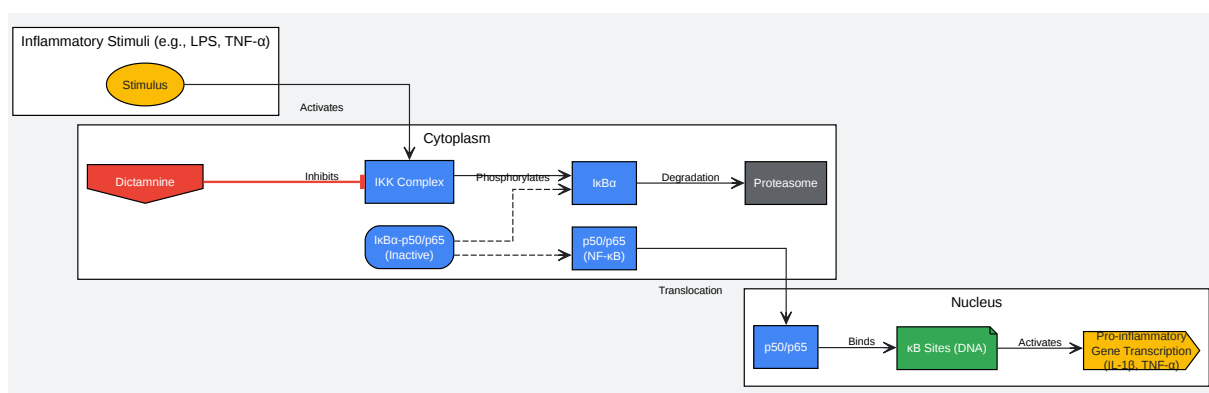 Inflammatory Stimuli (e.g., LPS, TNF-α)
Stimulus
Activates
Cytoplasm
Dictamnine
Inhibits
IKK Complex
Phosphorylates
IκBα
Degradation
Proteasome
IκBα-p50/p65
(Inactive)
p50/p65
(NF-κB)
Translocation
Nucleus
p50/p65
Binds
κB Sites (DNA)
Activates
Pro-inflammatory
Gene Transcription
(IL-1β, TNF-α)